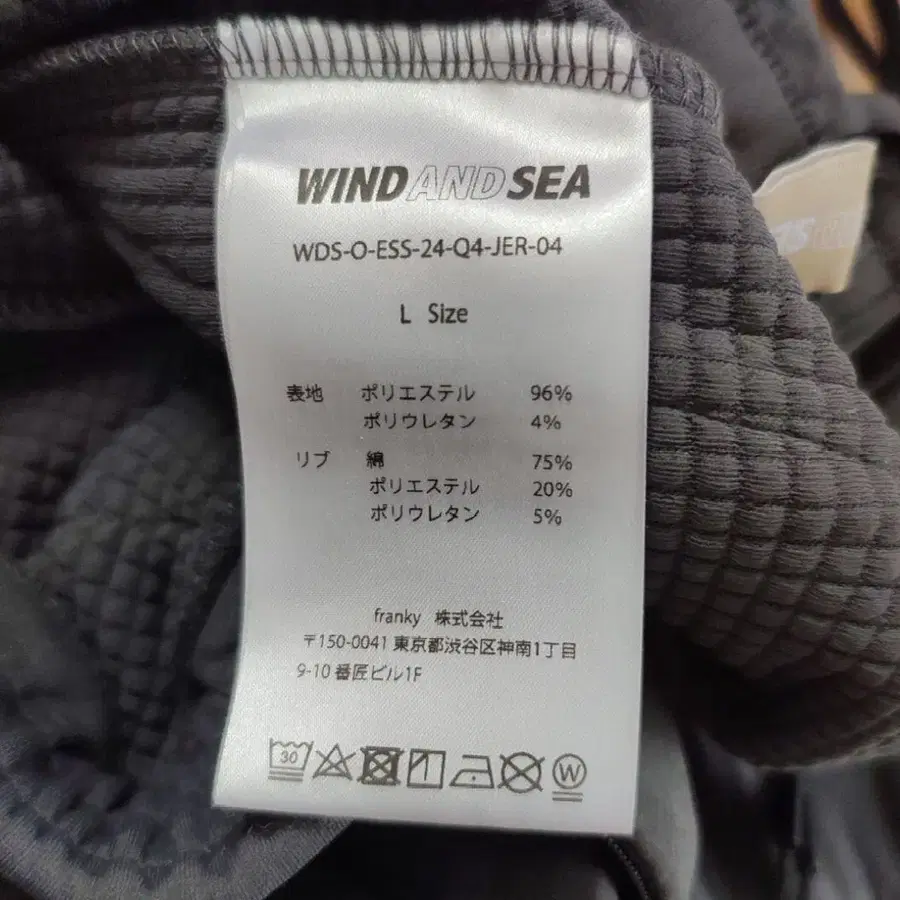 WIND AND SEA
WDS-O-ESS-24-Q4-JER-04
L Size
表地 ポリエステル 96%
ポリウレタン 4%
リブ 綿 75%
ポリエステル 20%
ポリウレタン 5%
franky 株式会社
〒150-0041 東京都渋谷区神南1丁目
9-10 番匠ビル1F
30 W